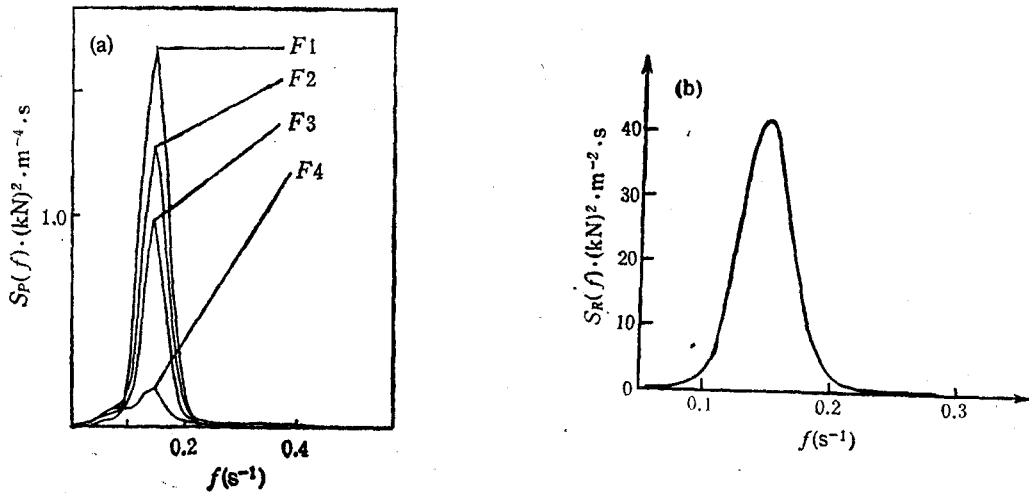 (a)
F1
F2
F3
F4
1.0
S_P(f)·(kN)²·m⁻⁴·s
0.2
0.4
f(s⁻¹)
(b)
40
30
20
10
0
S_R(f)·(kN)²·m⁻²·s
0.1
0.2
0.3
f(s⁻¹)